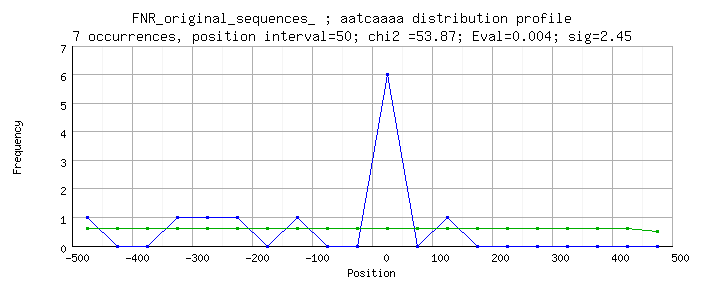 FNR_original_sequences_ ; aatcaaaa distribution profile
7 occurrences, position interval=50; chi2 =53.87; Eval=0.004; sig=2.45
7
6
5
4
3
2
1
0
Frequency
-500 -400 -300 -200 -100 0 100 200 300 400 500
Position